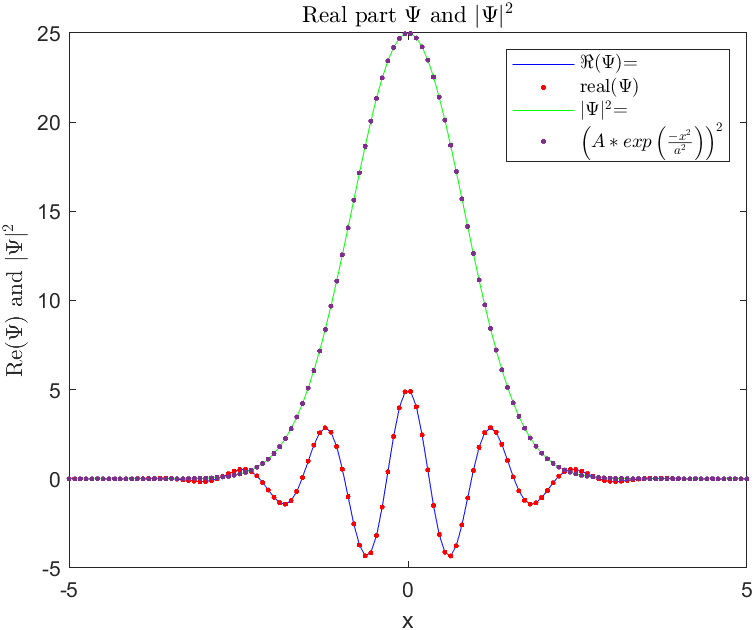 Real part Ψ and |Ψ|²
25
20
15
10
5
0
-5
-5
0
5
x
Re(Ψ) and |Ψ|²
ℜ(Ψ)=
real(Ψ)
|Ψ|²=
(A ∗ exp(−x²/a²))²